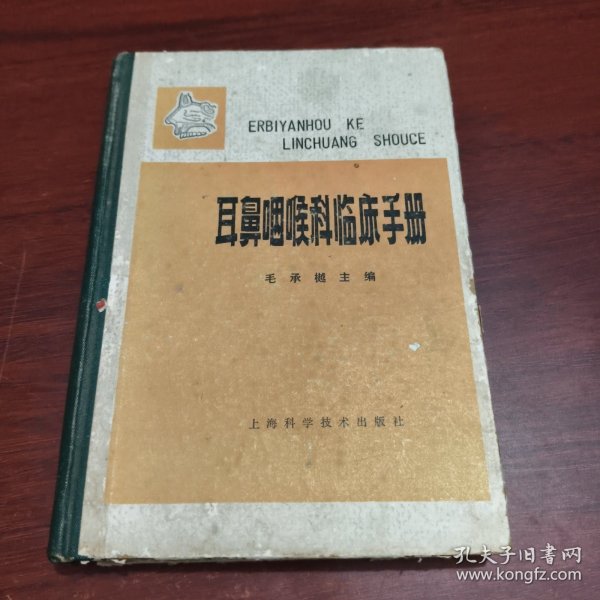 ERBIYANHOU KE
LINCHUANG SHOUCE
耳鼻咽喉科临床手册
毛承樾主编
上海科学技术出版社
孔夫子旧书网
www.kongfz.com